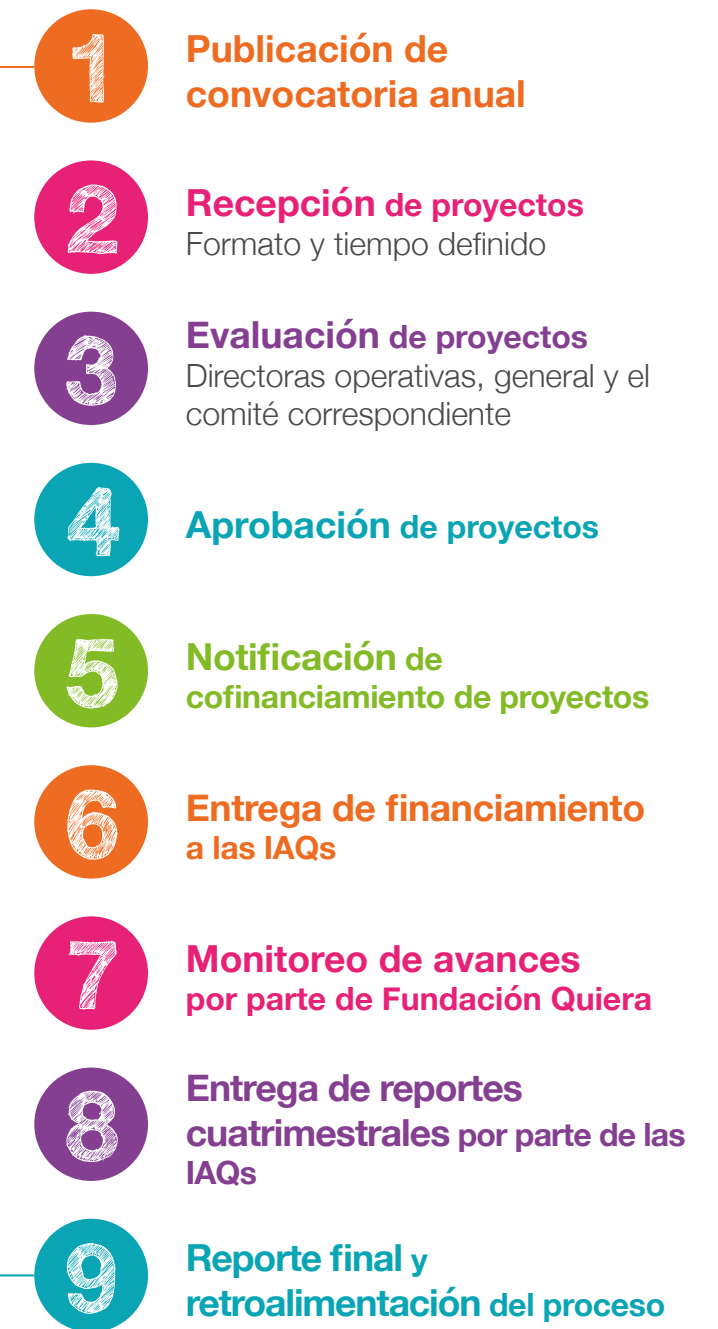 1
Publicación de
convocatoria anual
2
Recepción de proyectos
Formato y tiempo definido
3
Evaluación de proyectos
Directoras operativas, general y el
comité correspondiente
4
Aprobación de proyectos
5
Notificación de
cofinanciamiento de proyectos
6
Entrega de financiamiento
a las IAQs
7
Monitoreo de avances
por parte de Fundación Quiera
8
Entrega de reportes
cuatrimestrales por parte de las
IAQs
9
Reporte final y
retroalimentación del proceso